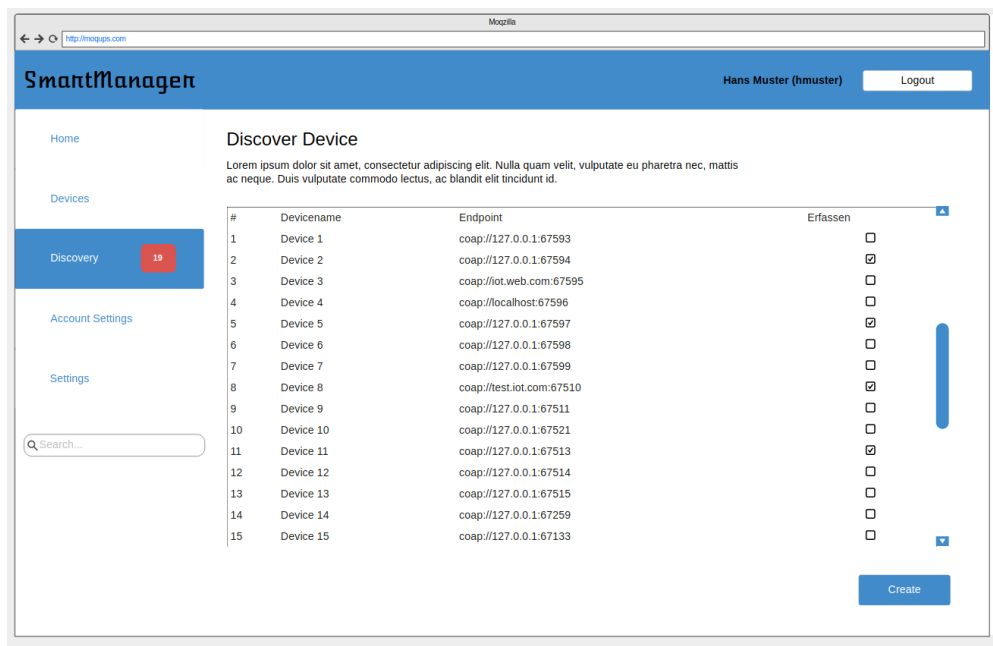 Moqzilla
http://moqups.com
SmartManager
Hans Muster (hmuster)
Logout
Home
Devices
Discovery
19
Account Settings
Settings
Search...
Discover Device
Lorem ipsum dolor sit amet, consectetur adipiscing elit. Nulla quam velit, vulputate eu pharetra nec, mattis
ac neque. Duis vulputate commodo lectus, ac blandit elit tincidunt id.
# Devicename Endpoint Erfassen
1 Device 1 coap://127.0.0.1:67593
2 Device 2 coap://127.0.0.1:67594
3 Device 3 coap://iot.web.com:67595
4 Device 4 coap://localhost:67596
5 Device 5 coap://127.0.0.1:67597
6 Device 6 coap://127.0.0.1:67598
7 Device 7 coap://127.0.0.1:67599
8 Device 8 coap://test.iot.com:67510
9 Device 9 coap://127.0.0.1:67511
10 Device 10 coap://127.0.0.1:67521
11 Device 11 coap://127.0.0.1:67513
12 Device 12 coap://127.0.0.1:67514
13 Device 13 coap://127.0.0.1:67515
14 Device 14 coap://127.0.0.1:67259
15 Device 15 coap://127.0.0.1:67133
Create